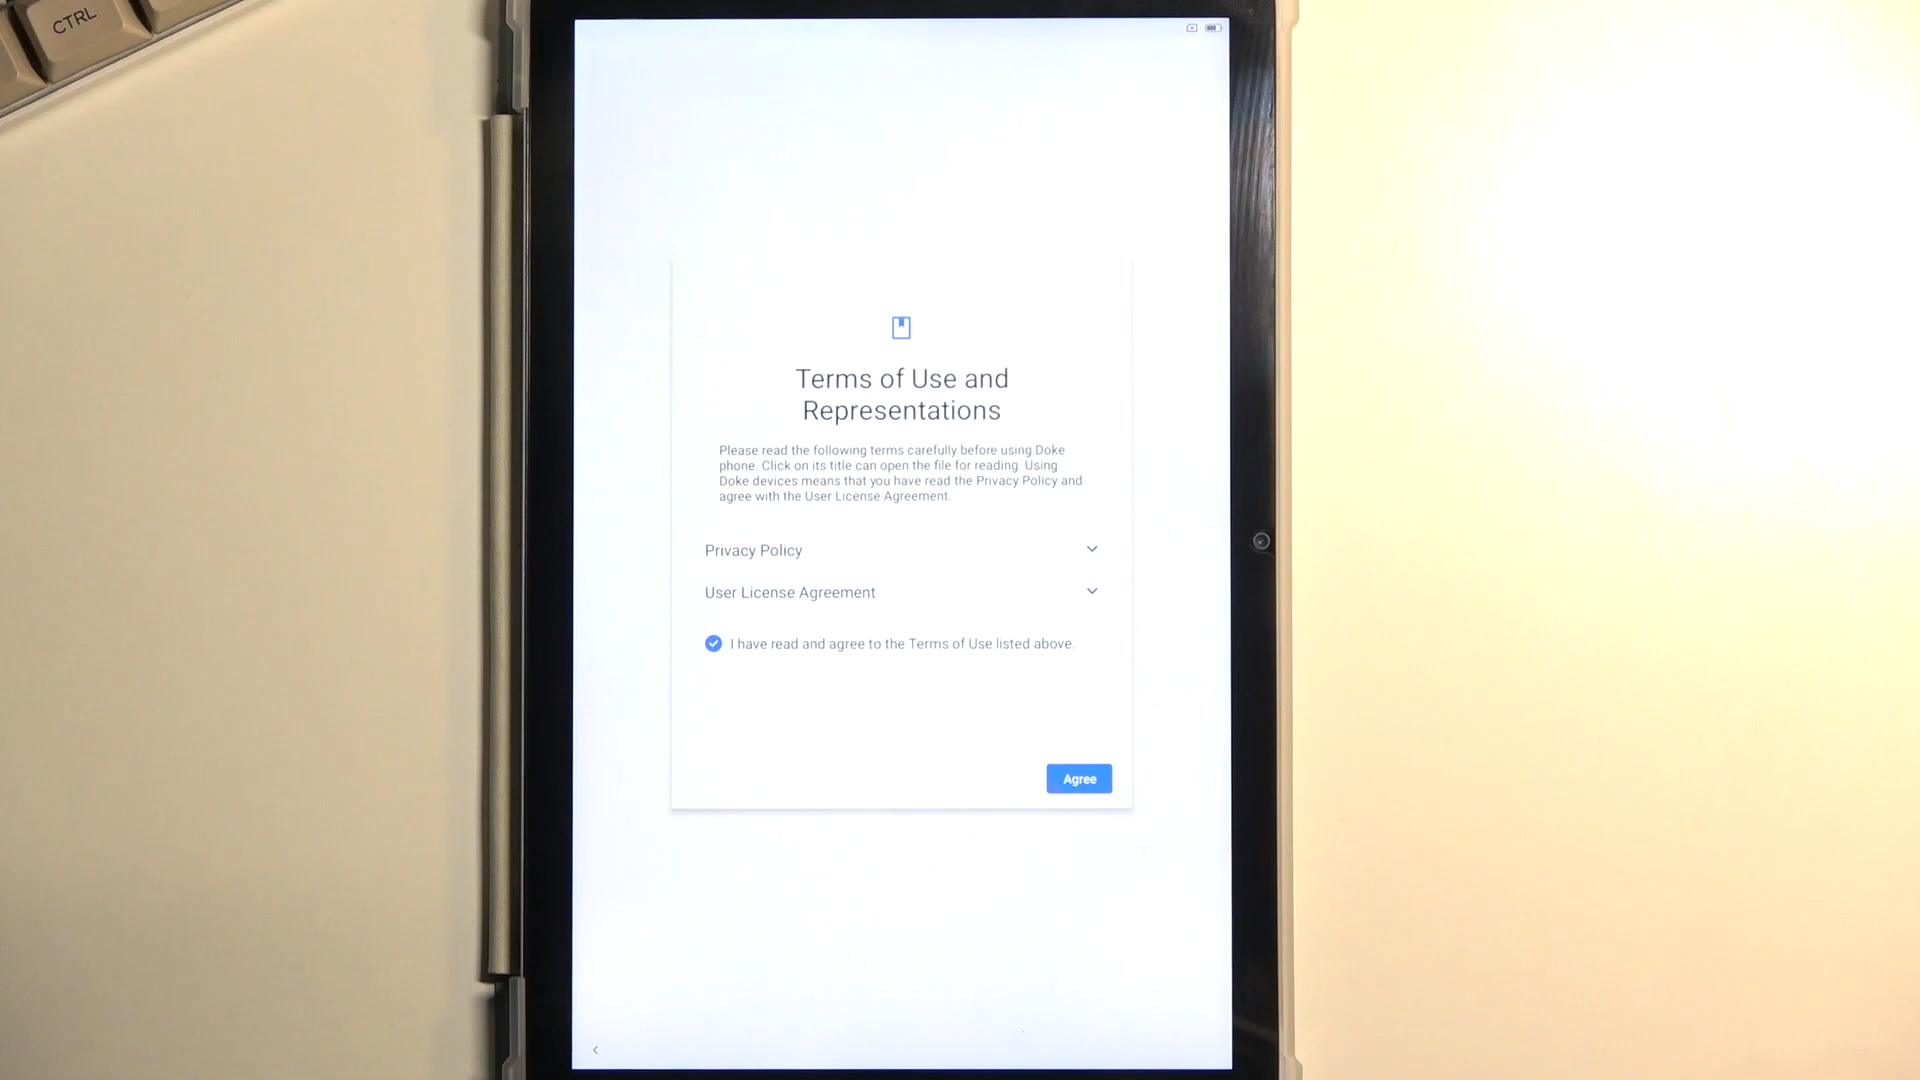 CTRL
Terms of Use and
Representations
Please read the following terms carefully before using Doke
phone. Click on its title can open the file for reading. Using
Doke devices means that you have read the Privacy Policy and
agree with the User License Agreement.
Privacy Policy
User License Agreement
I have read and agree to the Terms of Use listed above.
Agree